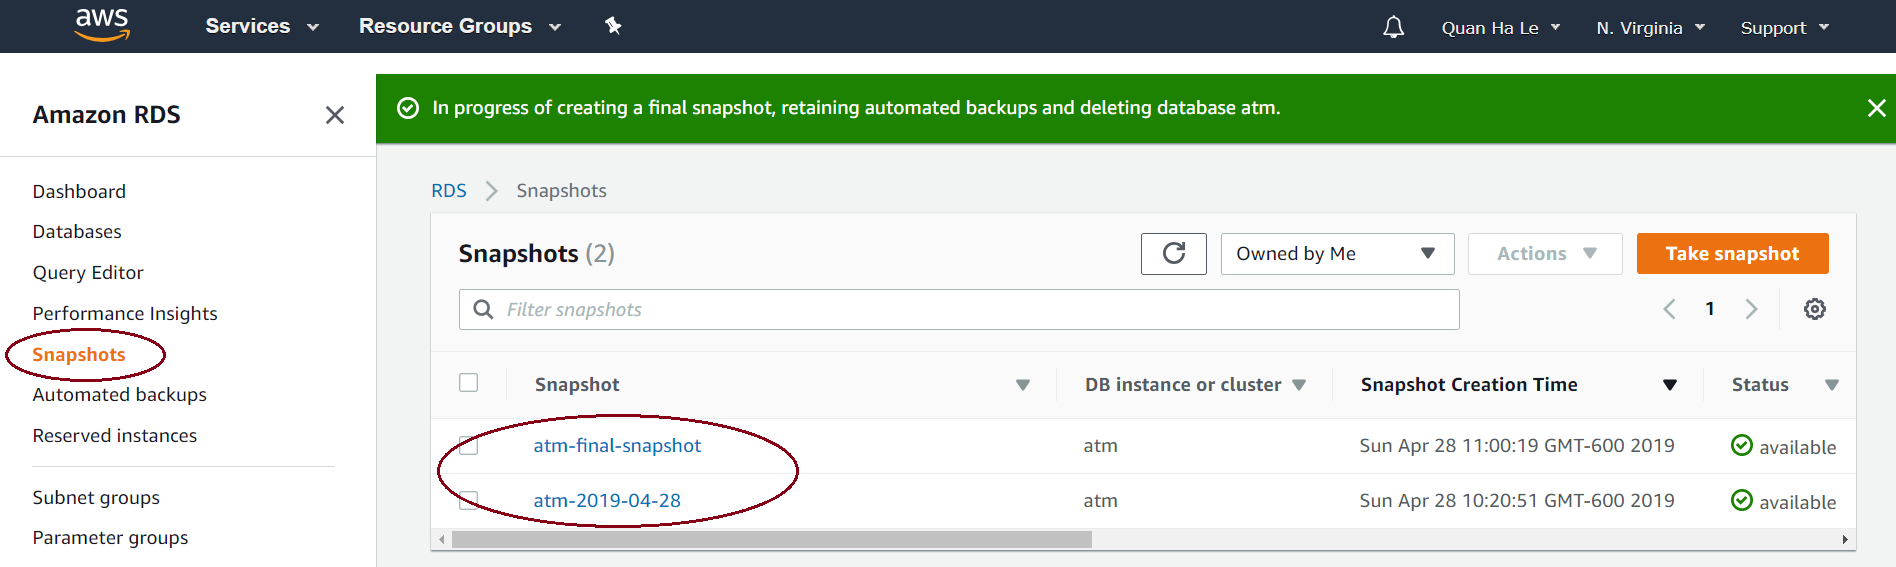 aws Services Resource Groups Quan Ha Le N. Virginia Support
Amazon RDS
Dashboard
Databases
Query Editor
Performance Insights
Snapshots
Automated backups
Reserved instances
Subnet groups
Parameter groups
In progress of creating a final snapshot, retaining automated backups and deleting database atm.
RDS Snapshots
Snapshots (2) Owned by Me Actions Take snapshot
Filter snapshots 1
Snapshot DB instance or cluster Snapshot Creation Time Status
atm-final-snapshot atm Sun Apr 28 11:00:19 GMT-600 2019 available
atm-2019-04-28 atm Sun Apr 28 10:20:51 GMT-600 2019 available